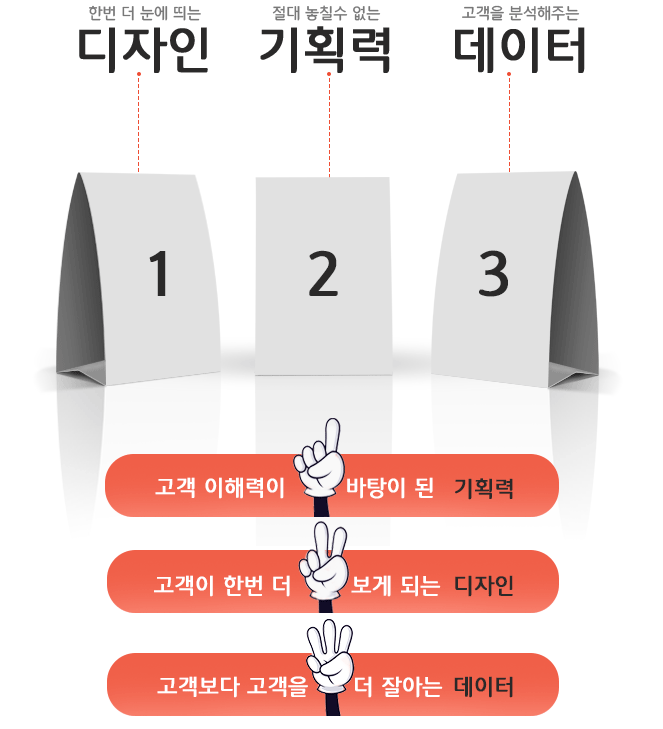 한번 더 눈에 띄는
디자인
절대 놓칠수 없는
기획력
고객을 분석해주는
데이터
1
2
3
고객 이해력이 바탕이 된 기획력
고객이 한번 더 보게 되는 디자인
고객보다 고객을 더 잘아는 데이터